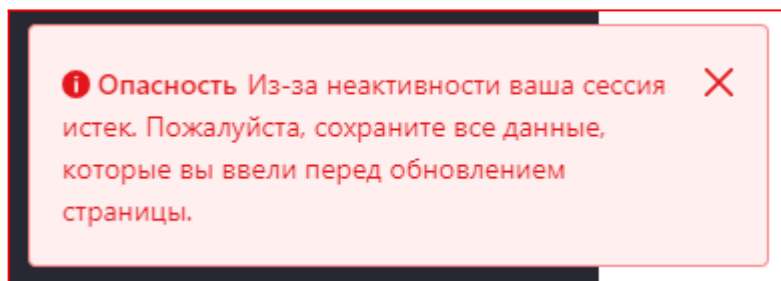 Опасность Из-за неактивности ваша сессия
истек. Пожалуйста, сохраните все данные,
которые вы ввели перед обновлением
страницы.